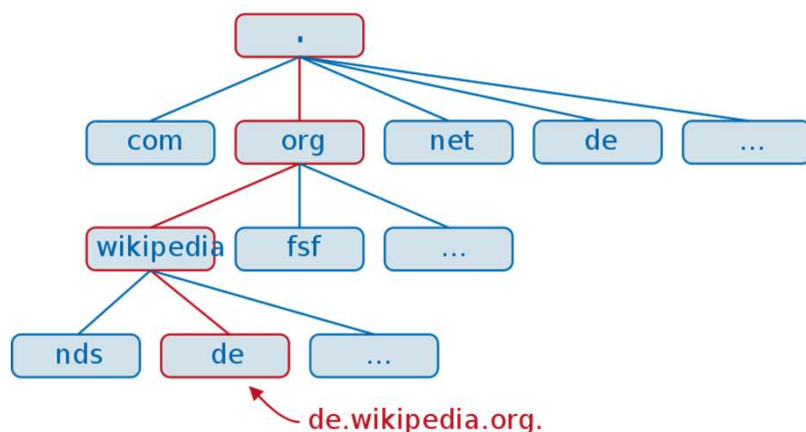 .
com org net de ...
wikipedia fsf ...
nds de ...
de.wikipedia.org.